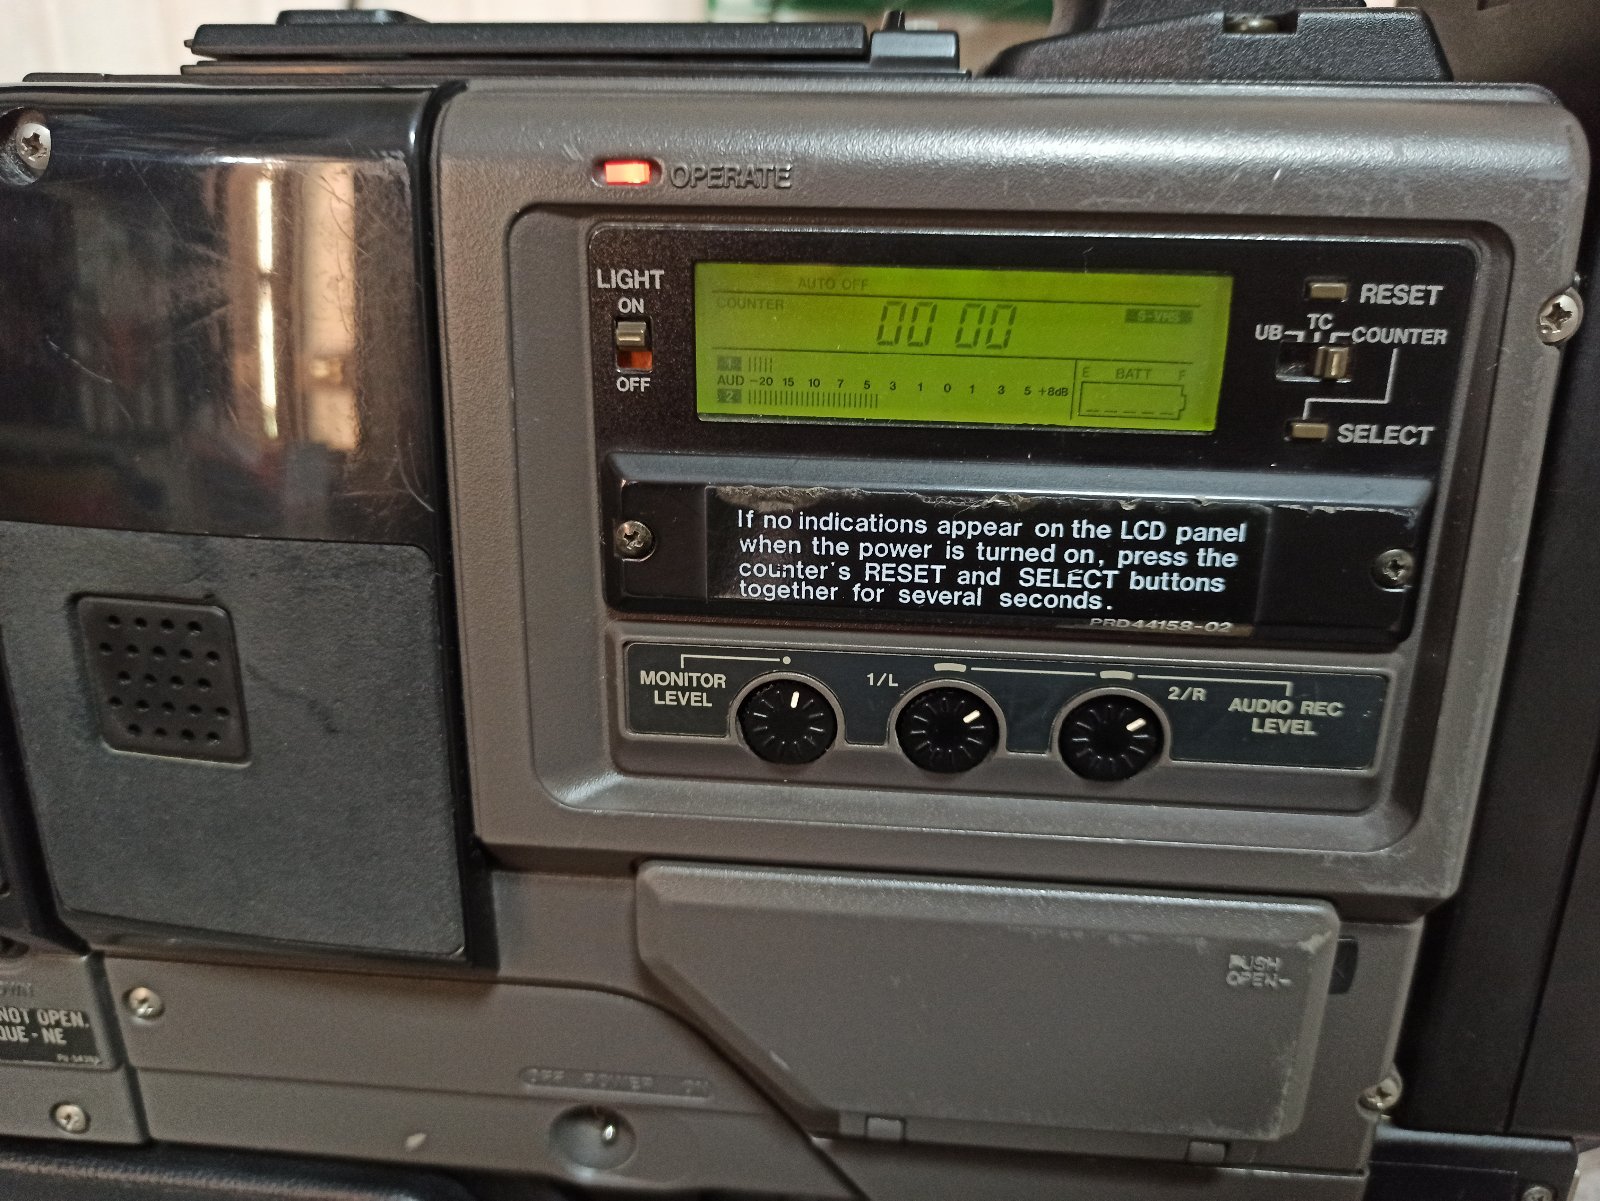 OPERATE
LIGHT
ON
OFF
AUTO OFF
COUNTER
00 00
S-VHS
1
AUD -20 15 10 7 5 3 1 0 1 3 5 +8dB
2
E BATT F
RESET
UB TC COUNTER
SELECT
If no indications appear on the LCD panel
when the power is turned on, press the
counter's RESET and SELECT buttons
together for several seconds.
PRD44158-02
MONITOR
LEVEL
1/L
2/R
AUDIO REC
LEVEL
PUSH
OPEN
NOT OPEN.
QUE-NE
OFF POWER ON